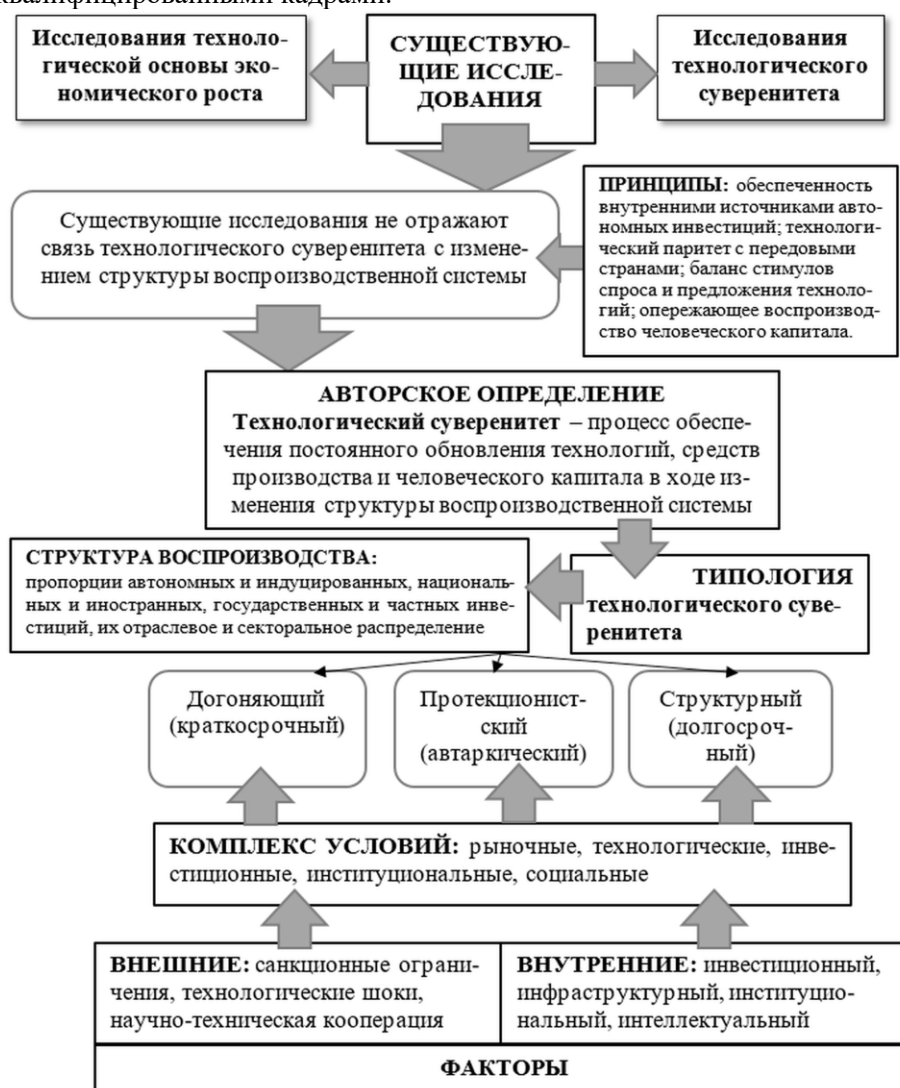 квалифицированными кадрами.
Исследования техноло-
гической основы эко-
номического роста
СУЩЕСТВУЮ-
ЩИЕ ИССЛЕ-
ДОВАНИЯ
Исследования
технологического
суверенитета
Существующие исследования не отражают
связь технологического суверенитета с измене-
нием структуры воспроизводственной системы
ПРИНЦИПЫ: обеспеченность
внутренними источниками авто-
номных инвестиций; технологи-
ческий паритет с передовыми
странами; баланс стимулов
спроса и предложения техноло-
гий; опережающее воспроизвод-
ство человеческого капитала.
АВТОРСКОЕ ОПРЕДЕЛЕНИЕ
Технологический суверенитет – процесс обеспе-
чения постоянного обновления технологий, средств
производства и человеческого капитала в ходе из-
менения структуры воспроизводственной системы
СТРУКТУРА ВОСПРОИЗВОДСТВА:
пропорции автономных и индуцированных, националь-
ных и иностранных, государственных и частных инве-
стиций, их отраслевое и секторальное распределение
ТИПОЛОГИЯ
технологического суве-
ренитета
Догоняющий
(краткосрочный)
Протекционист-
ский
(автаркический)
Структурный
(долгосроч-
ный)
КОМПЛЕКС УСЛОВИЙ: рыночные, технологические, инве-
стиционные, институциональные, социальные
ВНЕШНИЕ: санкционные ограни-
чения, технологические шоки,
научно-техническая кооперация
ВНУТРЕННИЕ: инвестиционный,
инфраструктурный, институцио-
нальный, интеллектуальный
ФАКТОРЫ